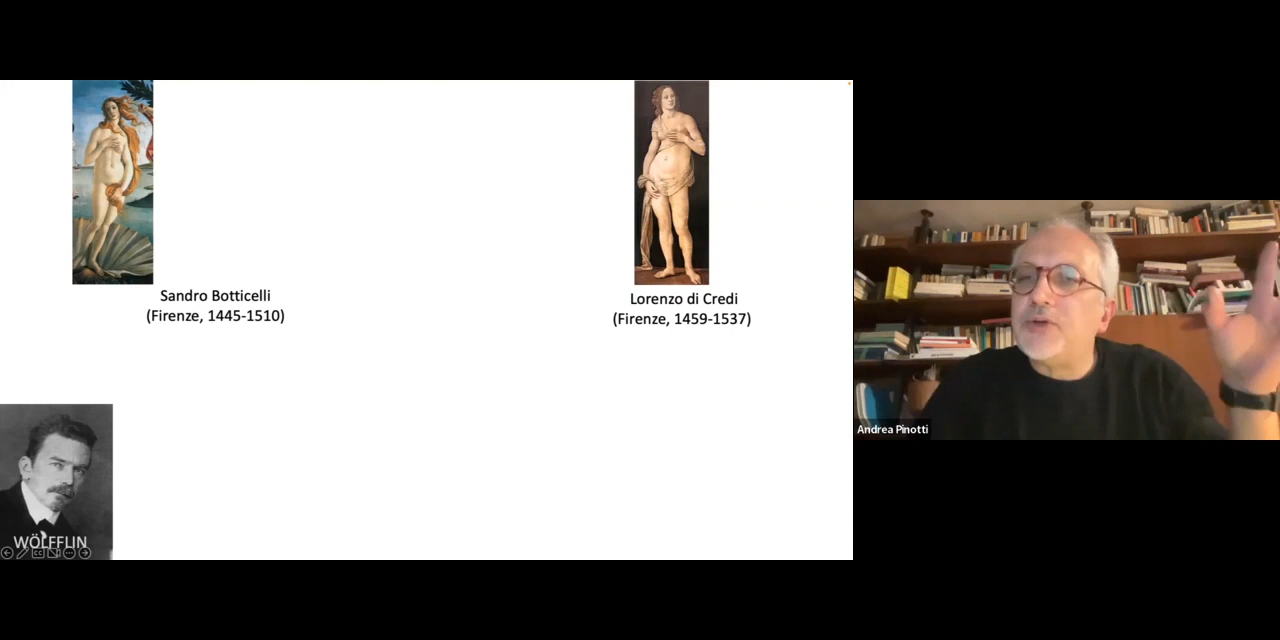 Sandro Botticelli
(Firenze, 1445-1510)
Lorenzo di Credi
(Firenze, 1459-1537)
WÖLFFLIN
Andrea Pinotti